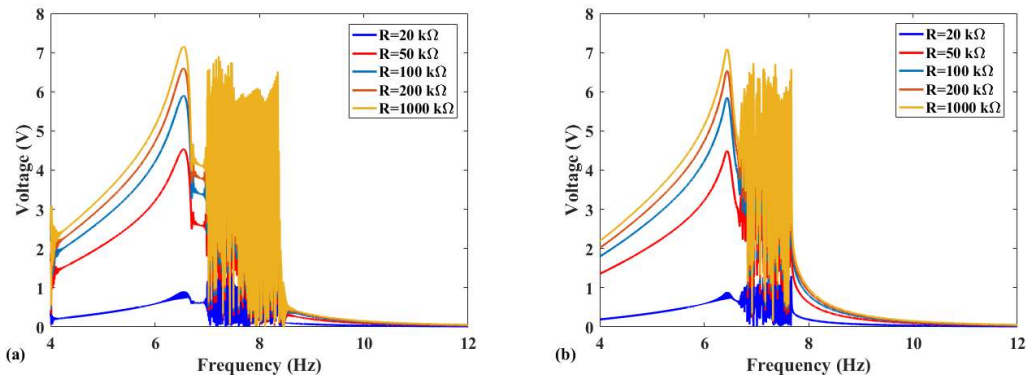 8
7
6
5
4
3
2
1
0
Voltage (V)
R=20 kΩ
R=50 kΩ
R=100 kΩ
R=200 kΩ
R=1000 kΩ
4 6 8 10 12
(a) Frequency (Hz)
8
7
6
5
4
3
2
1
0
Voltage (V)
R=20 kΩ
R=50 kΩ
R=100 kΩ
R=200 kΩ
R=1000 kΩ
4 6 8 10 12
(b) Frequency (Hz)